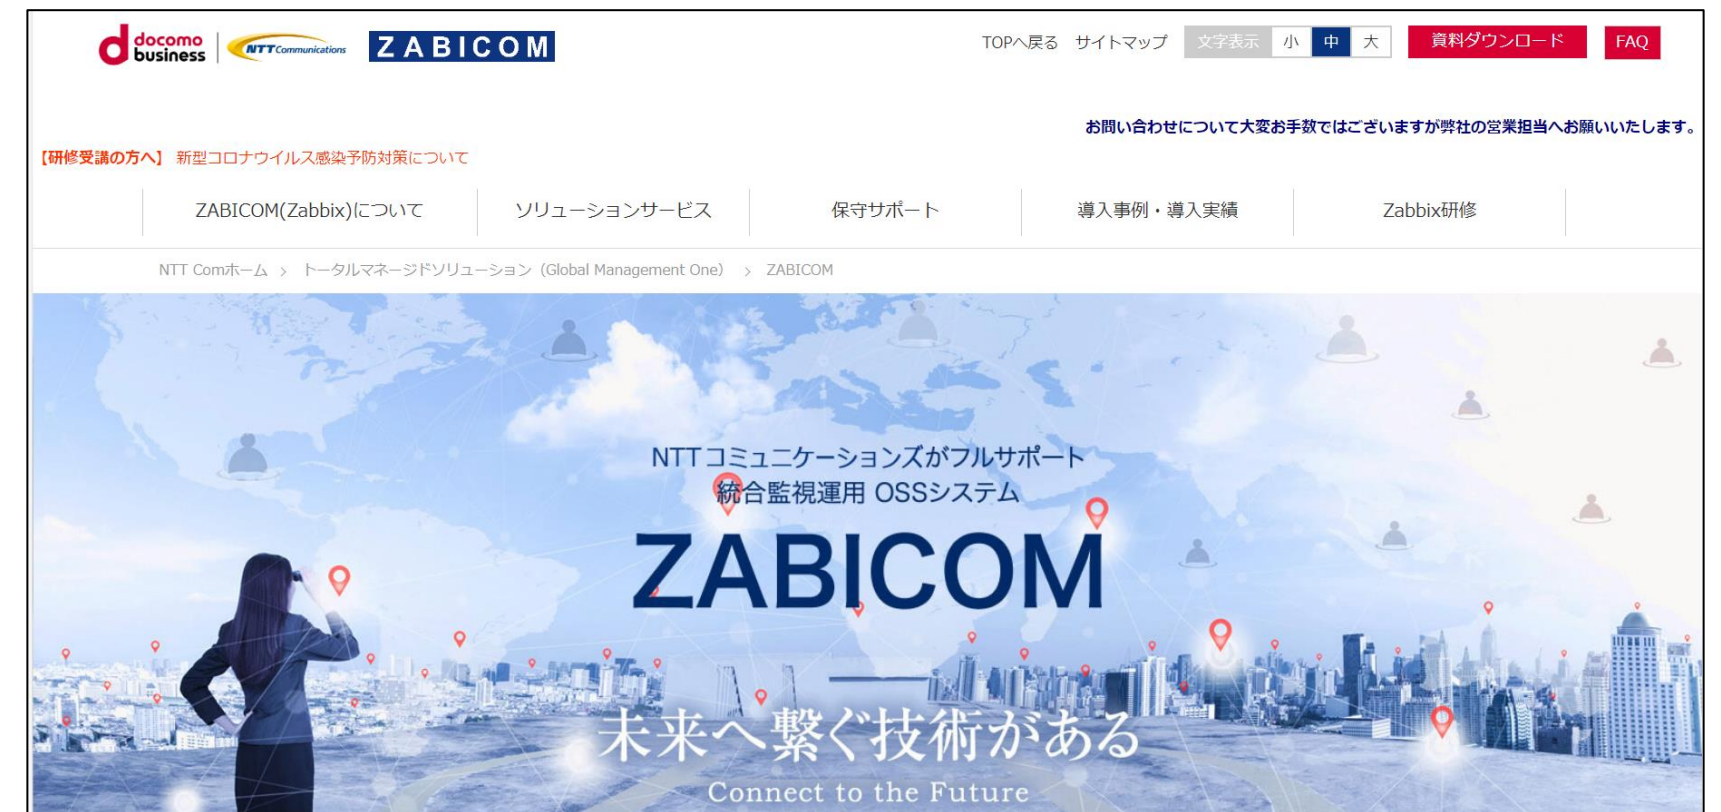 docomo business
NTT Communications
ZABICOM
TOPへ戻る サイトマップ 文字表示 小 中 大 資料ダウンロード FAQ
お問い合わせについて大変お手数ではございますが弊社の営業担当へお願いいたします。
【研修受講の方へ】 新型コロナウイルス感染予防対策について
ZABICOM(Zabbix)について ソリューションサービス 保守サポート 導入事例・導入実績 Zabbix研修
NTT Comホーム > トータルマネージドソリューション（Global Management One） > ZABICOM
NTTコミュニケーションズがフルサポート
統合監視運用 OSSシステム
ZABICOM
未来へ繋ぐ技術がある
Connect to the Future